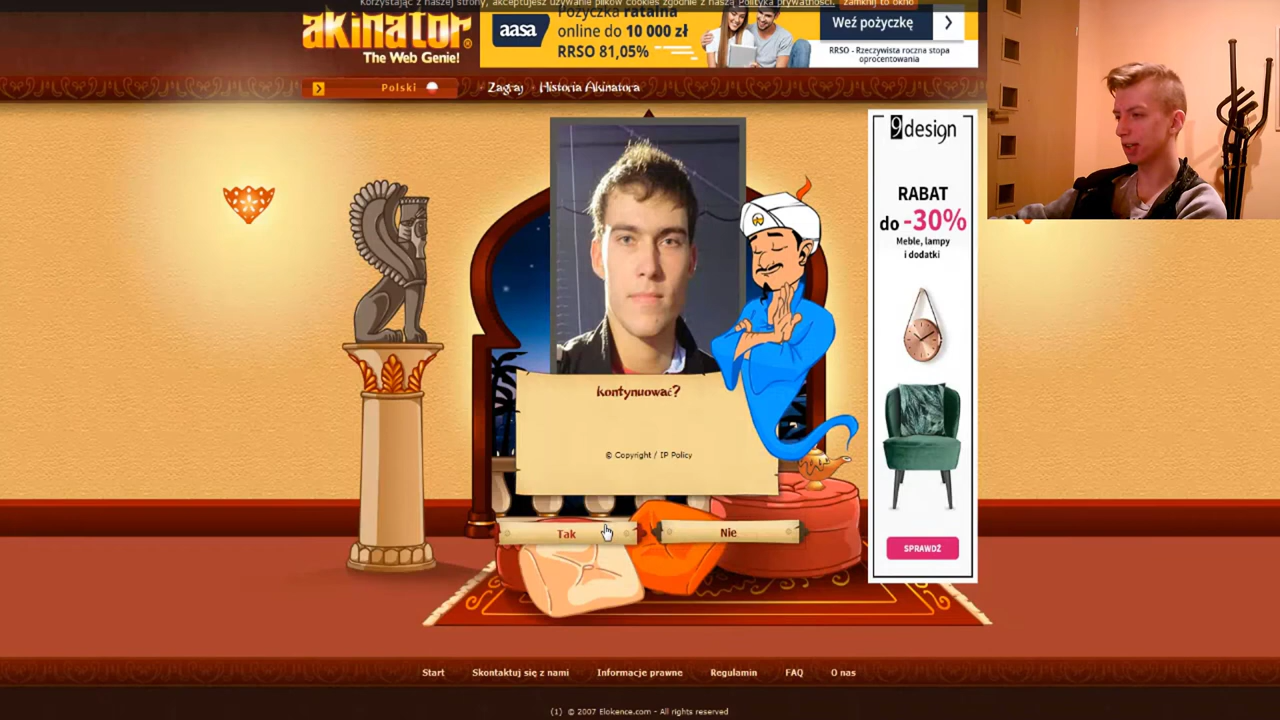 Korzystając z naszej strony, akceptujesz używanie plików cookies zgodnie z naszą Polityką prywatności. zamknij to okno
akinator®
The Web Genie!
aasa
Pożyczka ratalna
online do 10 000 zł
RRSO 81,05%
Weź pożyczkę
RRSO - Rzeczywista roczna stopa
oprocentowania
Polski
Zagraj
Historia Akinatora
9design
RABAT
do -30%
Meble, lampy
i dodatki
SPRAWDŹ
kontynuować?
© Copyright / IP Policy
Tak
Nie
Start Skontaktuj się z nami Informacje prawne Regulamin FAQ O nas
(1) © 2007 Elokence.com - All rights reserved